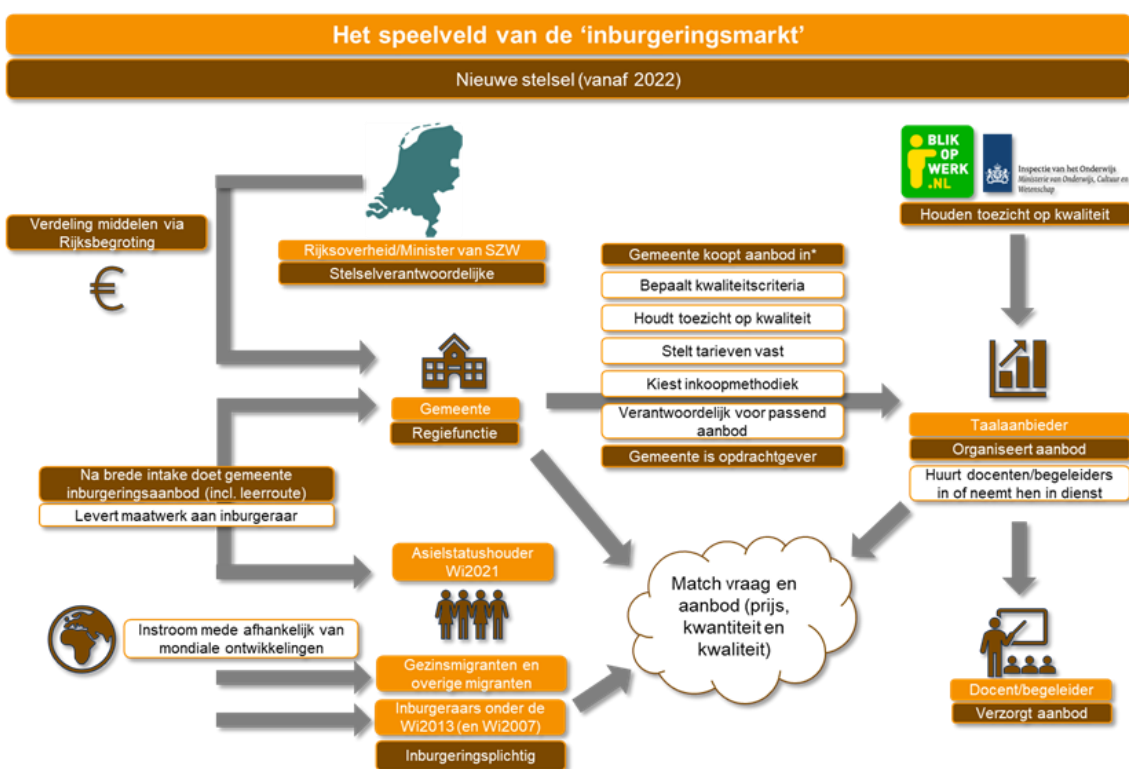 Het speelveld van de ‘inburgeringsmarkt’
Nieuwe stelsel (vanaf 2022)
BLIK
OP
WERK
.NL
Inspectie van het Onderwijs
Ministerie van Onderwijs, Cultuur en
Wetenschap
Houden toezicht op kwaliteit
Verdeling middelen via
Rijksbegroting
€
Rijksoverheid/Minister van SZW
Stelselverantwoordelijke
Gemeente koopt aanbod in*
Bepaalt kwaliteitscriteria
Houdt toezicht op kwaliteit
Stelt tarieven vast
Kiest inkoopmethodiek
Verantwoordelijk voor passend
aanbod
Gemeente is opdrachtgever
Gemeente
Regiefunctie
Taalaanbieder
Organiseert aanbod
Huurt docenten/begeleiders
in of neemt hen in dienst
Na brede intake doet gemeente
inburgeringsaanbod (incl. leerroute)
Levert maatwerk aan inburgeraar
Asielstatushouder
Wi2021
Match vraag en
aanbod (prijs,
kwantiteit en
kwaliteit)
Instroom mede afhankelijk van
mondiale ontwikkelingen
Gezinsmigranten en
overige migranten
Inburgeraars onder de
Wi2013 (en Wi2007)
Inburgeringsplichtig
Docent/begeleider
Verzorgt aanbod